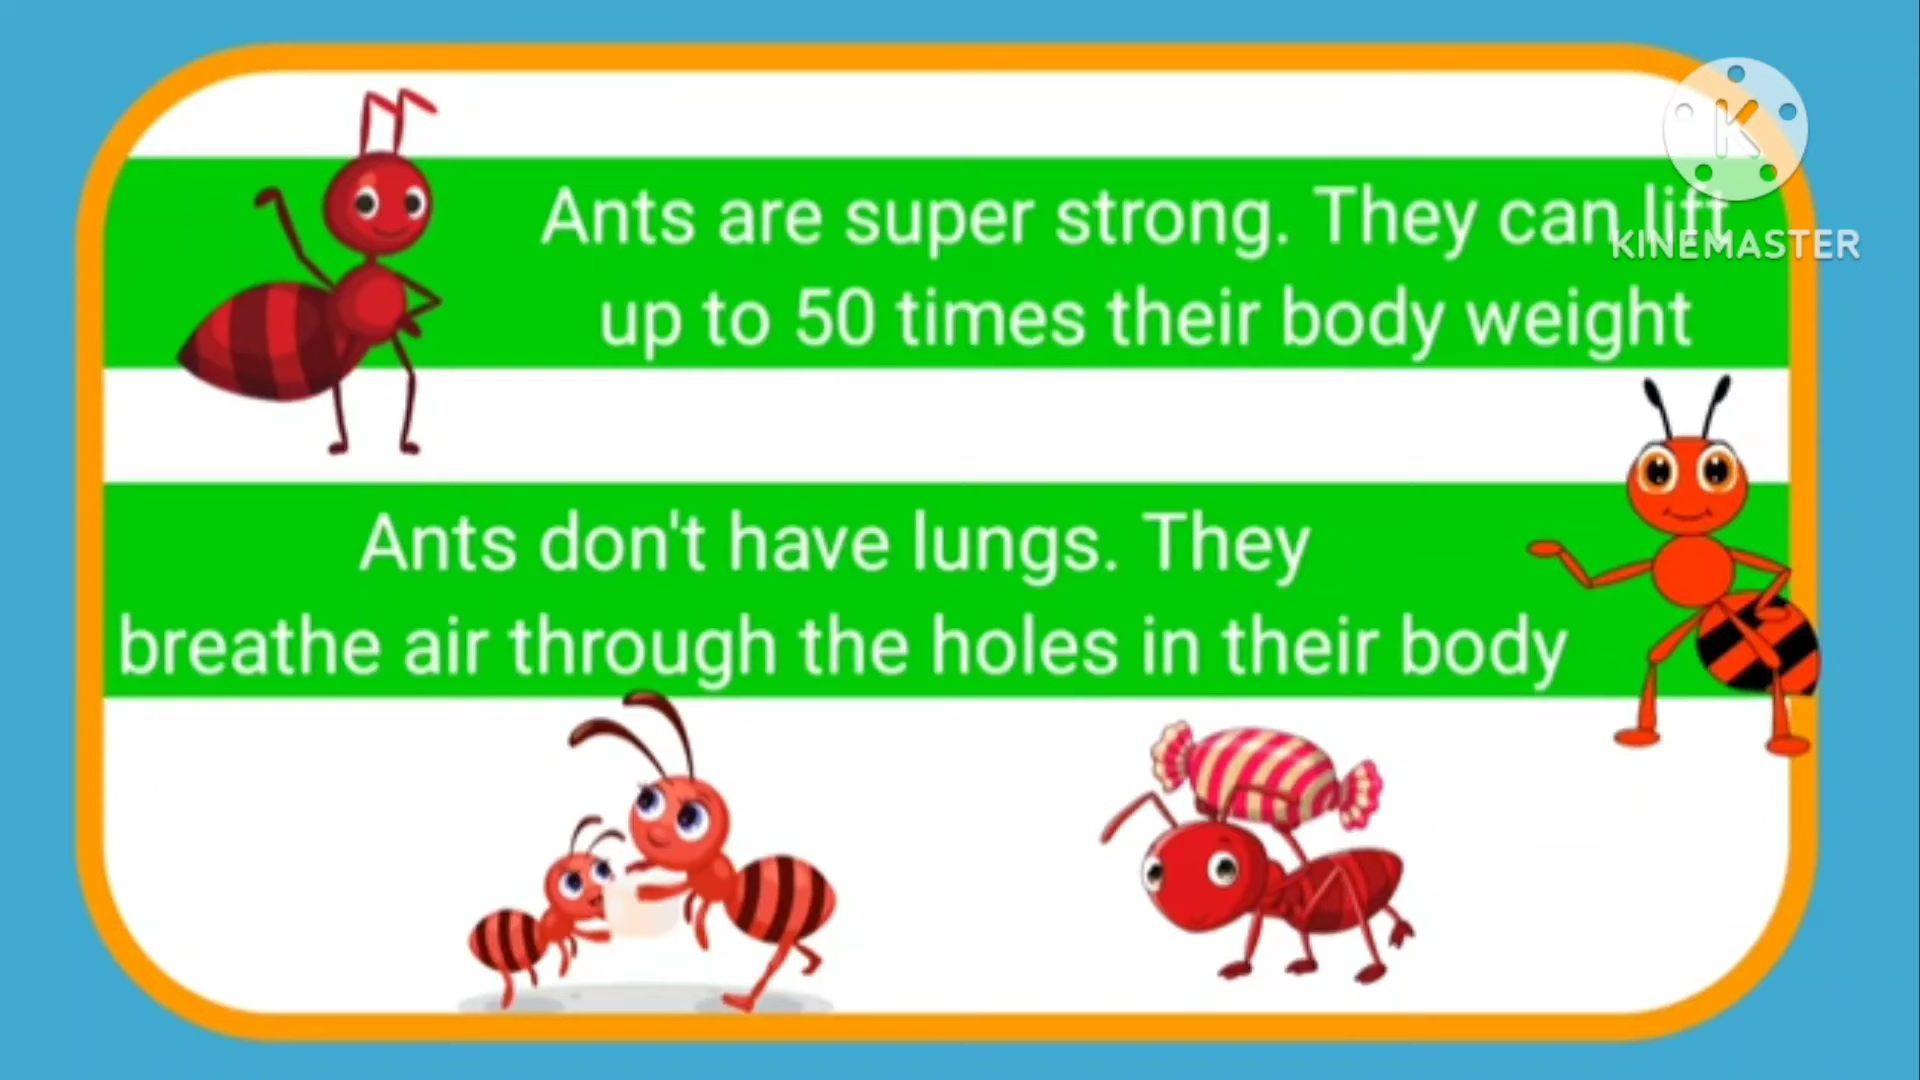 Ants are super strong. They can lift
KINEMASTER
up to 50 times their body weight
Ants don't have lungs. They
breathe air through the holes in their body